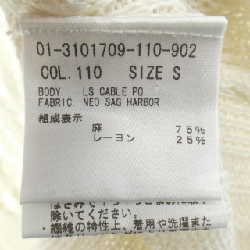 01-3101709-110-902
COL.110 SIZE S
BODY LS CABLE PO
FABRIC NEO SAG HARBOR
組成表示
麻 75%
レーヨン 25%
除いてください。
繊維の特性上、着用や洗濯また